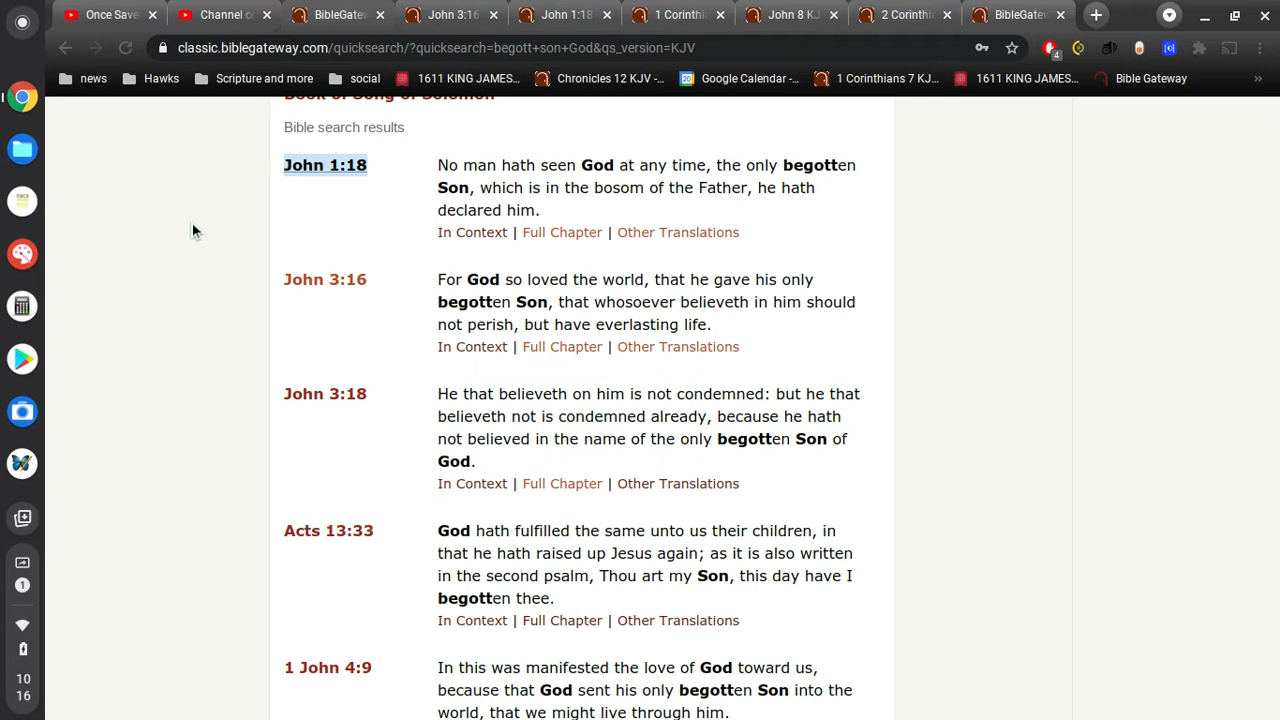 Once Save
Channel c
BibleGatew
John 3:16
John 1:18
1 Corinthi
John 8 KJ
2 Corinthi
BibleGatew
classic.biblegateway.com/quicksearch/?quicksearch=begott+son+God&qs_version=KJV
4
news
Hawks
Scripture and more
social
1611 KING JAMES...
Chronicles 12 KJV -...
20
Google Calendar -...
1 Corinthians 7 KJ...
1611 KING JAMES...
Bible Gateway
»
Book of Song of Solomon
Bible search results
John 1:18
No man hath seen God at any time, the only begotten
Son, which is in the bosom of the Father, he hath
declared him.
In Context | Full Chapter | Other Translations
John 3:16
For God so loved the world, that he gave his only
begotten Son, that whosoever believeth in him should
not perish, but have everlasting life.
In Context | Full Chapter | Other Translations
John 3:18
He that believeth on him is not condemned: but he that
believeth not is condemned already, because he hath
not believed in the name of the only begotten Son of
God.
In Context | Full Chapter | Other Translations
Acts 13:33
God hath fulfilled the same unto us their children, in
that he hath raised up Jesus again; as it is also written
in the second psalm, Thou art my Son, this day have I
begotten thee.
In Context | Full Chapter | Other Translations
1 John 4:9
In this was manifested the love of God toward us,
because that God sent his only begotten Son into the
world, that we might live through him.
1
10
16